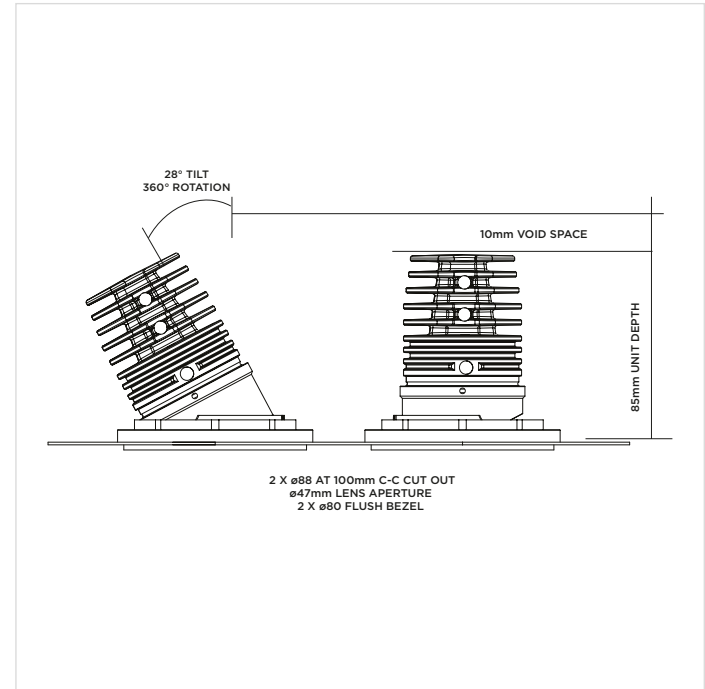 28° TILT
360° ROTATION
10mm VOID SPACE
85mm UNIT DEPTH
2 X ø88 AT 100mm C-C CUT OUT
ø47mm LENS APERTURE
2 X ø80 FLUSH BEZEL